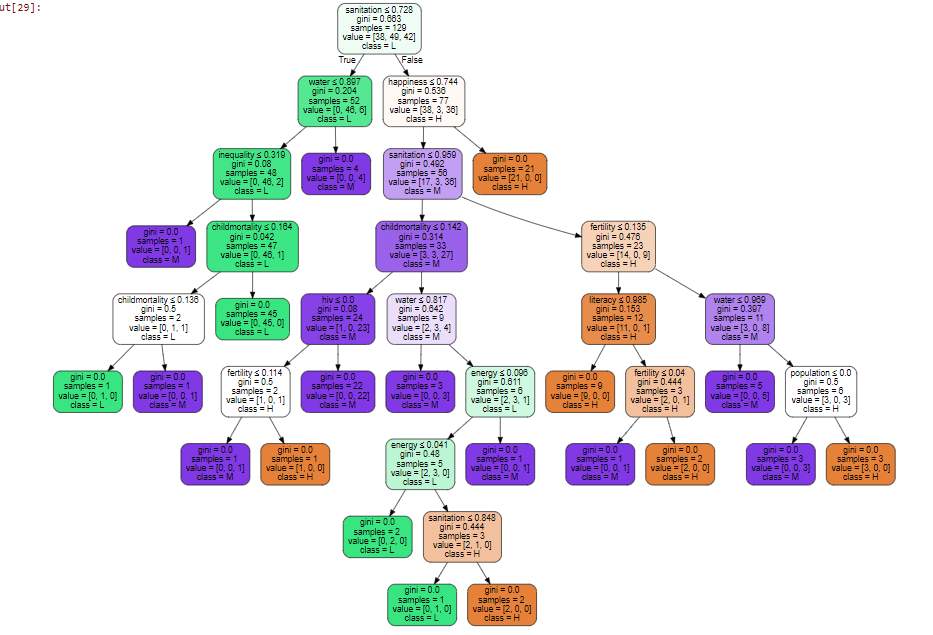 ut[29]:
sanitation ≤ 0.728
gini = 0.663
samples = 129
value = [38, 49, 42]
class = L
True
False
water ≤ 0.897
gini = 0.204
samples = 52
value = [0, 46, 6]
class = L
happiness ≤ 0.744
gini = 0.536
samples = 77
value = [38, 3, 36]
class = H
inequality ≤ 0.319
gini = 0.08
samples = 48
value = [0, 46, 2]
class = L
gini = 0.0
samples = 4
value = [0, 0, 4]
class = M
sanitation ≤ 0.959
gini = 0.492
samples = 56
value = [17, 3, 36]
class = M
gini = 0.0
samples = 21
value = [21, 0, 0]
class = H
gini = 0.0
samples = 1
value = [0, 0, 1]
class = M
childmortality ≤ 0.164
gini = 0.042
samples = 47
value = [0, 46, 1]
class = L
childmortality ≤ 0.142
gini = 0.314
samples = 33
value = [3, 3, 27]
class = M
fertility ≤ 0.135
gini = 0.476
samples = 23
value = [14, 0, 9]
class = H
childmortality ≤ 0.136
gini = 0.5
samples = 2
value = [0, 1, 1]
class = L
gini = 0.0
samples = 45
value = [0, 45, 0]
class = L
hiv ≤ 0.0
gini = 0.08
samples = 24
value = [1, 0, 23]
class = M
water ≤ 0.817
gini = 0.642
samples = 9
value = [2, 3, 4]
class = M
literacy ≤ 0.985
gini = 0.153
samples = 12
value = [11, 0, 1]
class = H
water ≤ 0.969
gini = 0.397
samples = 11
value = [3, 0, 8]
class = M
gini = 0.0
samples = 1
value = [0, 1, 0]
class = L
gini = 0.0
samples = 1
value = [0, 0, 1]
class = M
fertility ≤ 0.114
gini = 0.5
samples = 2
value = [1, 0, 1]
class = H
gini = 0.0
samples = 22
value = [0, 0, 22]
class = M
gini = 0.0
samples = 3
value = [0, 0, 3]
class = M
energy ≤ 0.096
gini = 0.611
samples = 6
value = [2, 3, 1]
class = L
gini = 0.0
samples = 9
value = [9, 0, 0]
class = H
fertility ≤ 0.04
gini = 0.444
samples = 3
value = [2, 0, 1]
class = H
gini = 0.0
samples = 5
value = [0, 0, 5]
class = M
population ≤ 0.0
gini = 0.5
samples = 6
value = [3, 0, 3]
class = H
gini = 0.0
samples = 1
value = [0, 0, 1]
class = M
gini = 0.0
samples = 1
value = [1, 0, 0]
class = H
energy ≤ 0.041
gini = 0.48
samples = 5
value = [2, 3, 0]
class = L
gini = 0.0
samples = 1
value = [0, 0, 1]
class = M
gini = 0.0
samples = 1
value = [0, 0, 1]
class = M
gini = 0.0
samples = 2
value = [2, 0, 0]
class = H
gini = 0.0
samples = 3
value = [0, 0, 3]
class = M
gini = 0.0
samples = 3
value = [3, 0, 0]
class = H
gini = 0.0
samples = 2
value = [0, 2, 0]
class = L
sanitation ≤ 0.848
gini = 0.444
samples = 3
value = [2, 1, 0]
class = H
gini = 0.0
samples = 1
value = [0, 1, 0]
class = L
gini = 0.0
samples = 2
value = [2, 0, 0]
class = H